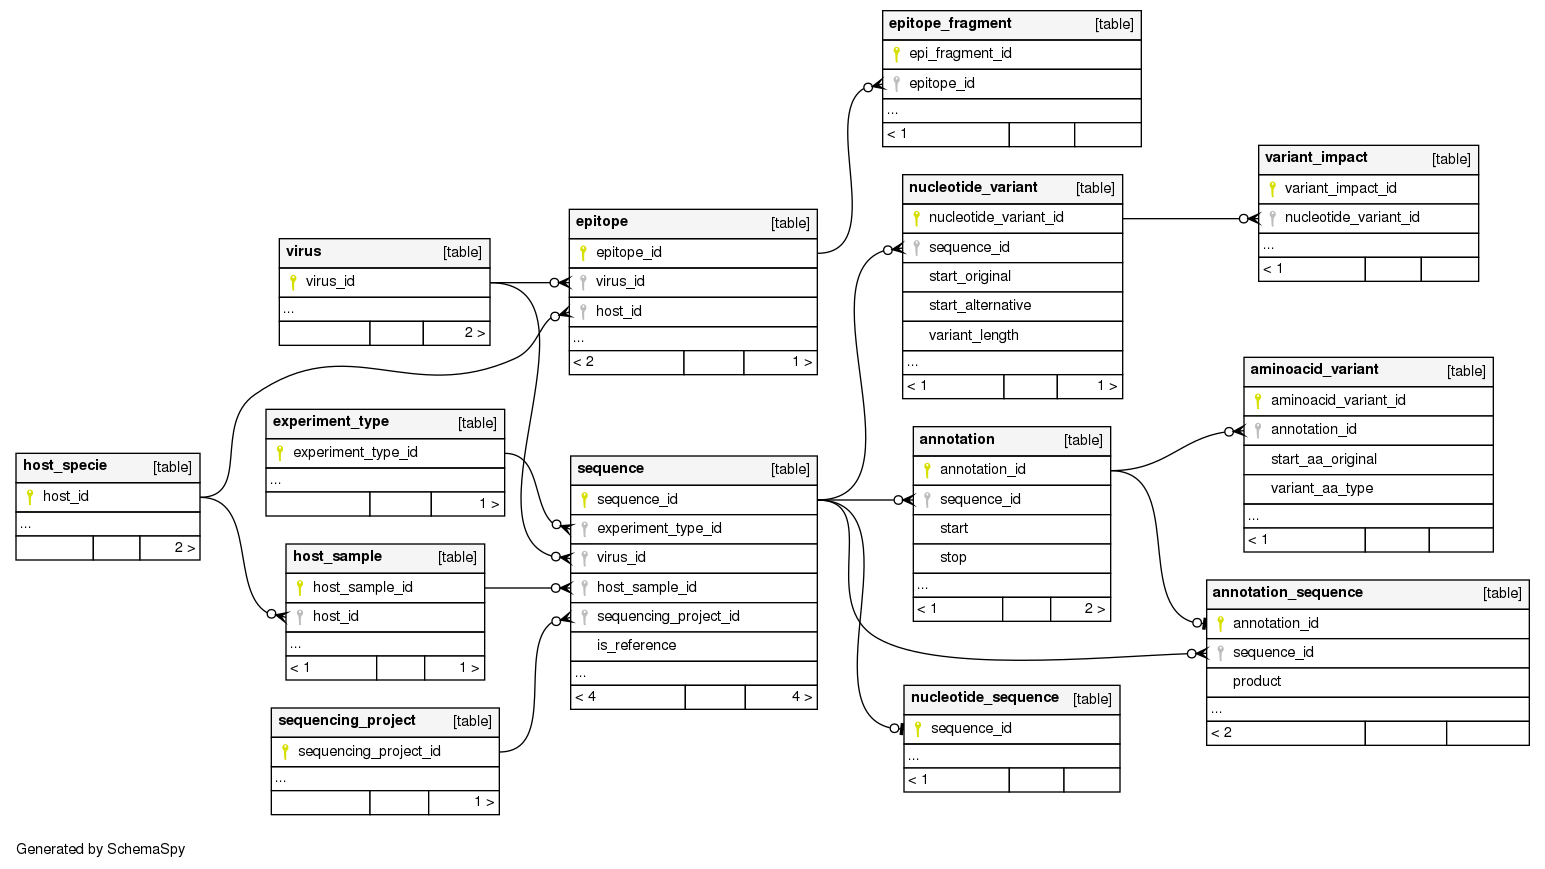 epitope_fragment [table]
epi_fragment_id
epitope_id
...
< 1
variant_impact [table]
variant_impact_id
nucleotide_variant_id
...
< 1
nucleotide_variant [table]
nucleotide_variant_id
sequence_id
start_original
start_alternative
variant_length
...
< 1 1 >
epitope [table]
epitope_id
virus_id
host_id
...
< 2 1 >
virus [table]
virus_id
...
2 >
aminoacid_variant [table]
aminoacid_variant_id
annotation_id
start_aa_original
variant_aa_type
...
< 1
experiment_type [table]
experiment_type_id
...
1 >
annotation [table]
annotation_id
sequence_id
start
stop
...
< 1 2 >
host_specie [table]
host_id
...
2 >
sequence [table]
sequence_id
experiment_type_id
virus_id
host_sample_id
sequencing_project_id
is_reference
...
< 4 4 >
host_sample [table]
host_sample_id
host_id
...
< 1 1 >
annotation_sequence [table]
annotation_id
sequence_id
product
...
< 2
nucleotide_sequence [table]
sequence_id
...
< 1
sequencing_project [table]
sequencing_project_id
...
1 >
Generated by SchemaSpy